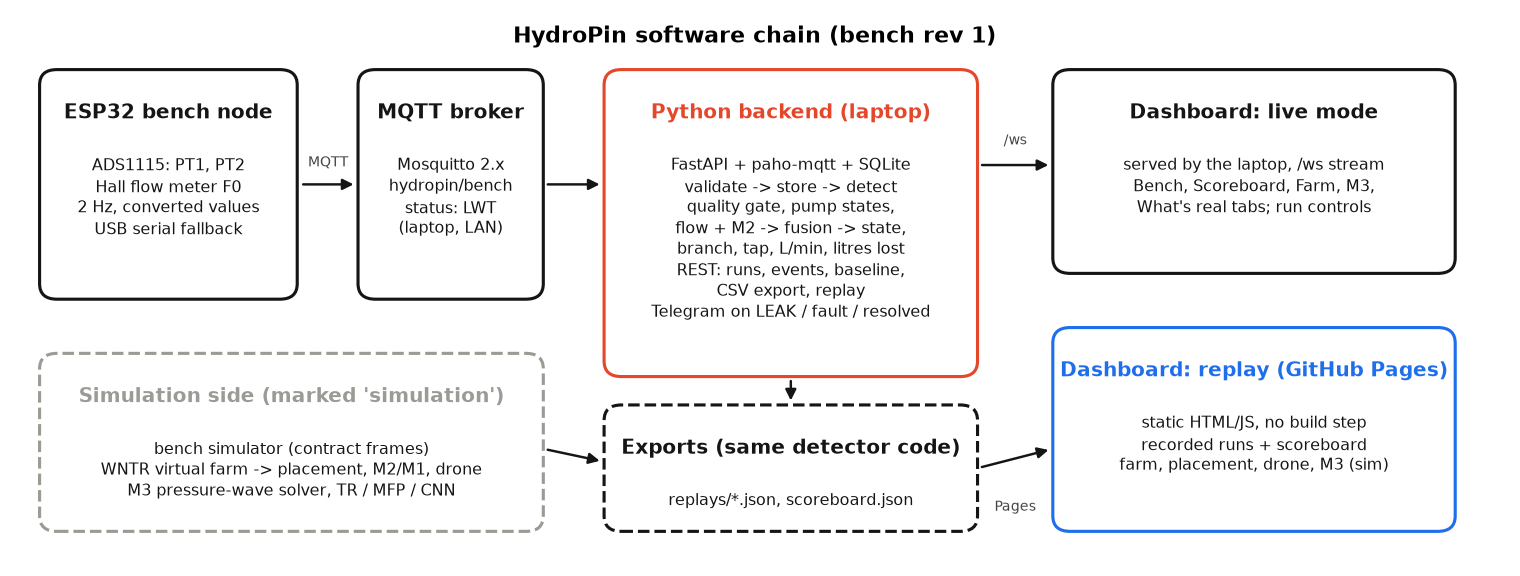 HydroPin software chain (bench rev 1)
ESP32 bench node
ADS1115: PT1, PT2
Hall flow meter F0
2 Hz, converted values
USB serial fallback
MQTT
MQTT broker
Mosquitto 2.x
hydropin/bench
status: LWT
(laptop, LAN)
Python backend (laptop)
FastAPI + paho-mqtt + SQLite
validate -> store -> detect
quality gate, pump states,
flow + M2 -> fusion -> state,
branch, tap, L/min, litres lost
REST: runs, events, baseline,
CSV export, replay
Telegram on LEAK / fault / resolved
/ws
Dashboard: live mode
served by the laptop, /ws stream
Bench, Scoreboard, Farm, M3,
What's real tabs; run controls
Simulation side (marked 'simulation')
bench simulator (contract frames)
WNTR virtual farm -> placement, M2/M1, drone
M3 pressure-wave solver, TR / MFP / CNN
Exports (same detector code)
replays/*.json, scoreboard.json
Pages
Dashboard: replay (GitHub Pages)
static HTML/JS, no build step
recorded runs + scoreboard
farm, placement, drone, M3 (sim)